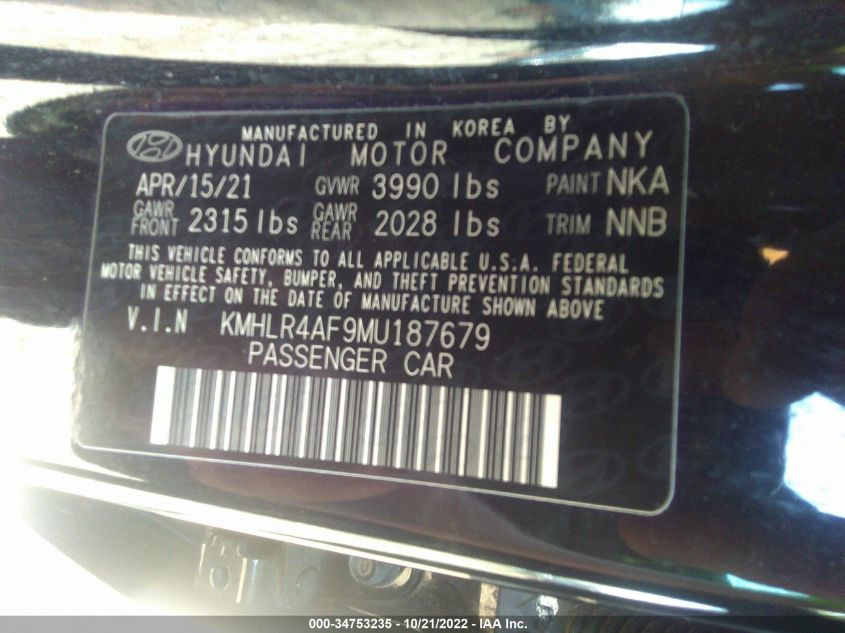 MANUFACTURED IN KOREA BY
HYUNDAI MOTOR COMPANY
APR/15/21 GVWR 3990 lbs PAINT NKA
GAWR FRONT 2315 lbs GAWR REAR 2028 lbs TRIM NNB
THIS VEHICLE CONFORMS TO ALL APPLICABLE U.S.A. FEDERAL
MOTOR VEHICLE SAFETY, BUMPER, AND THEFT PREVENTION STANDARDS
IN EFFECT ON THE DATE OF MANUFACTURE SHOWN ABOVE
V.I.N KMHLR4AF9MU187679
PASSENGER CAR
000-34753235 - 10/21/2022 - IAA Inc.